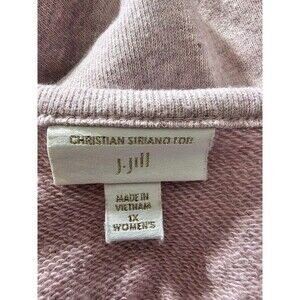 CHRISTIAN SIRIANO FOR
J.Jill
MADE IN
VIETNAM
1X
WOMEN'S